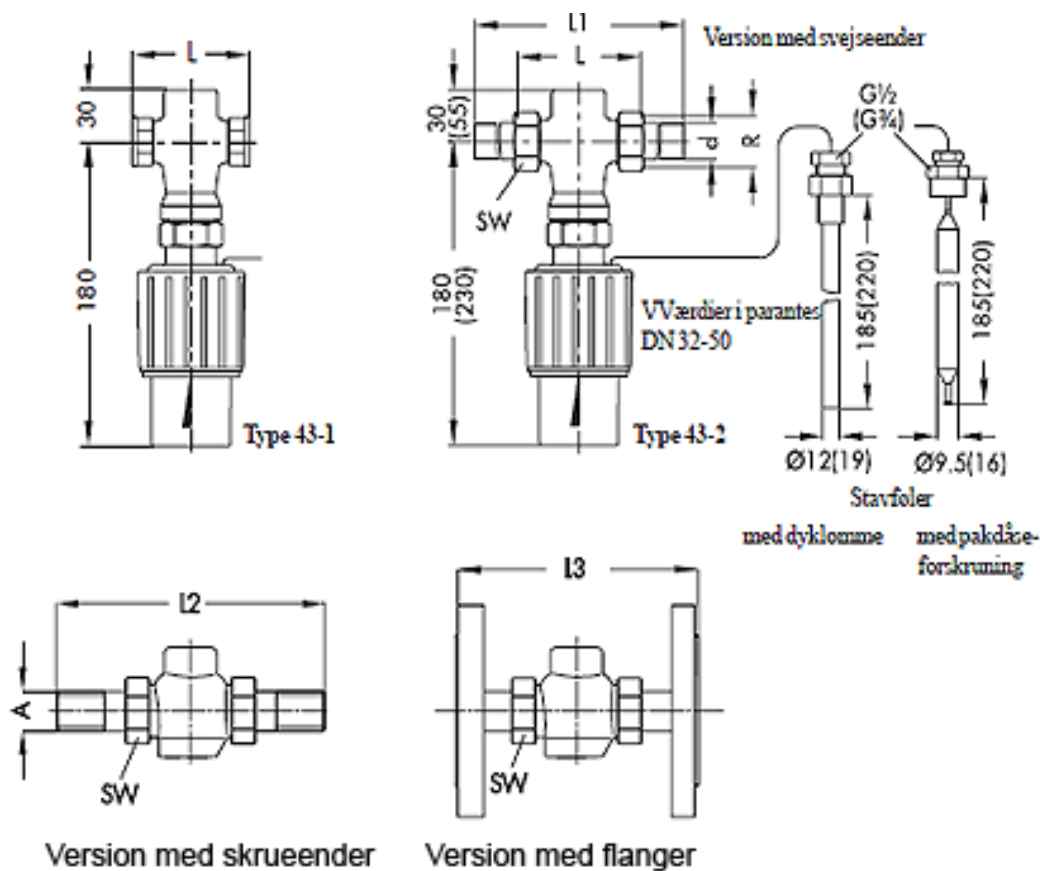 L
30
180
Type 43-1
L1
L
Version med svejseender
30
(55)
d
R
SW
180
(230)
VVærdier i parantes
DN 32-50
Type 43-2
G½
(G¾)
185(220)
185(220)
Ø12(19)
Ø9.5(16)
Stavføler
med dyklomme
med pakdåse-
forskruning
L2
A
SW
Version med skrueender
L3
SW
Version med flanger